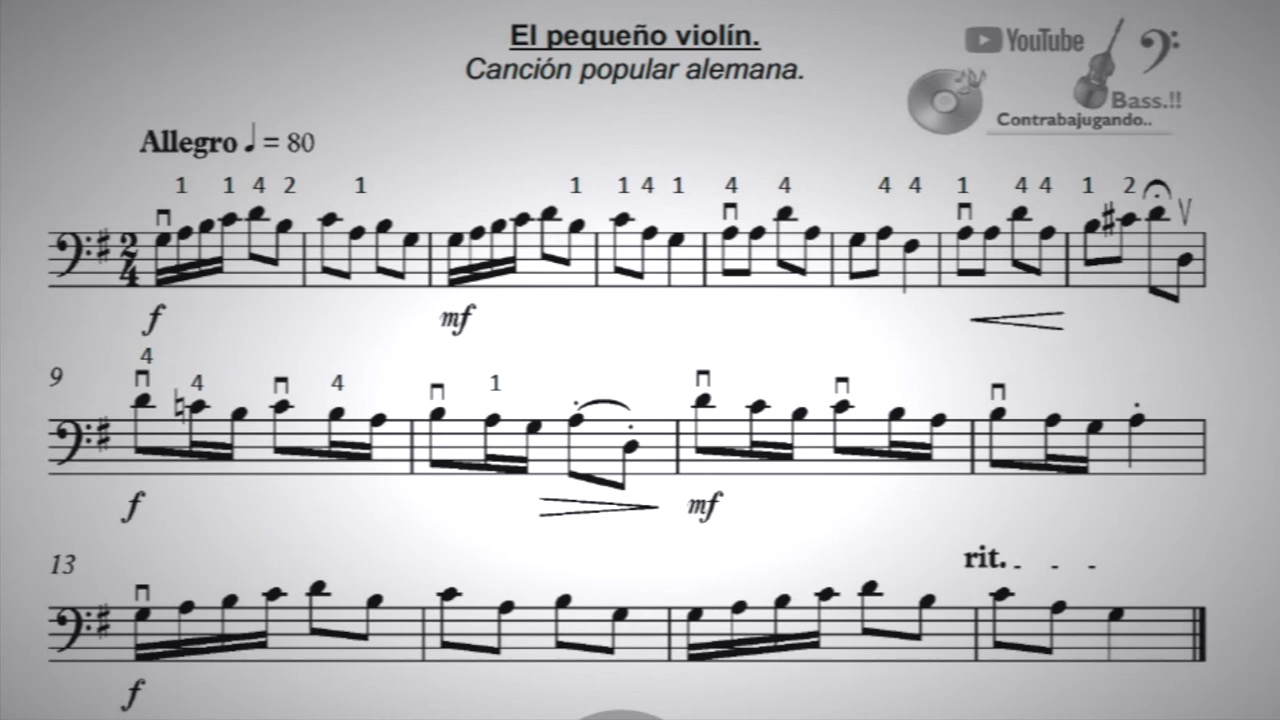 El pequeño violín.
Canción popular alemana.
YouTube
Bass.!!
Contrabajugando..
Allegro ♩ = 80
1 1 4 2 1 1 1 4 1 4 4 4 4 1 4 4 1 2
2
4
f mf
4
9 4 4 1
f mf
13 rit. - - -
f